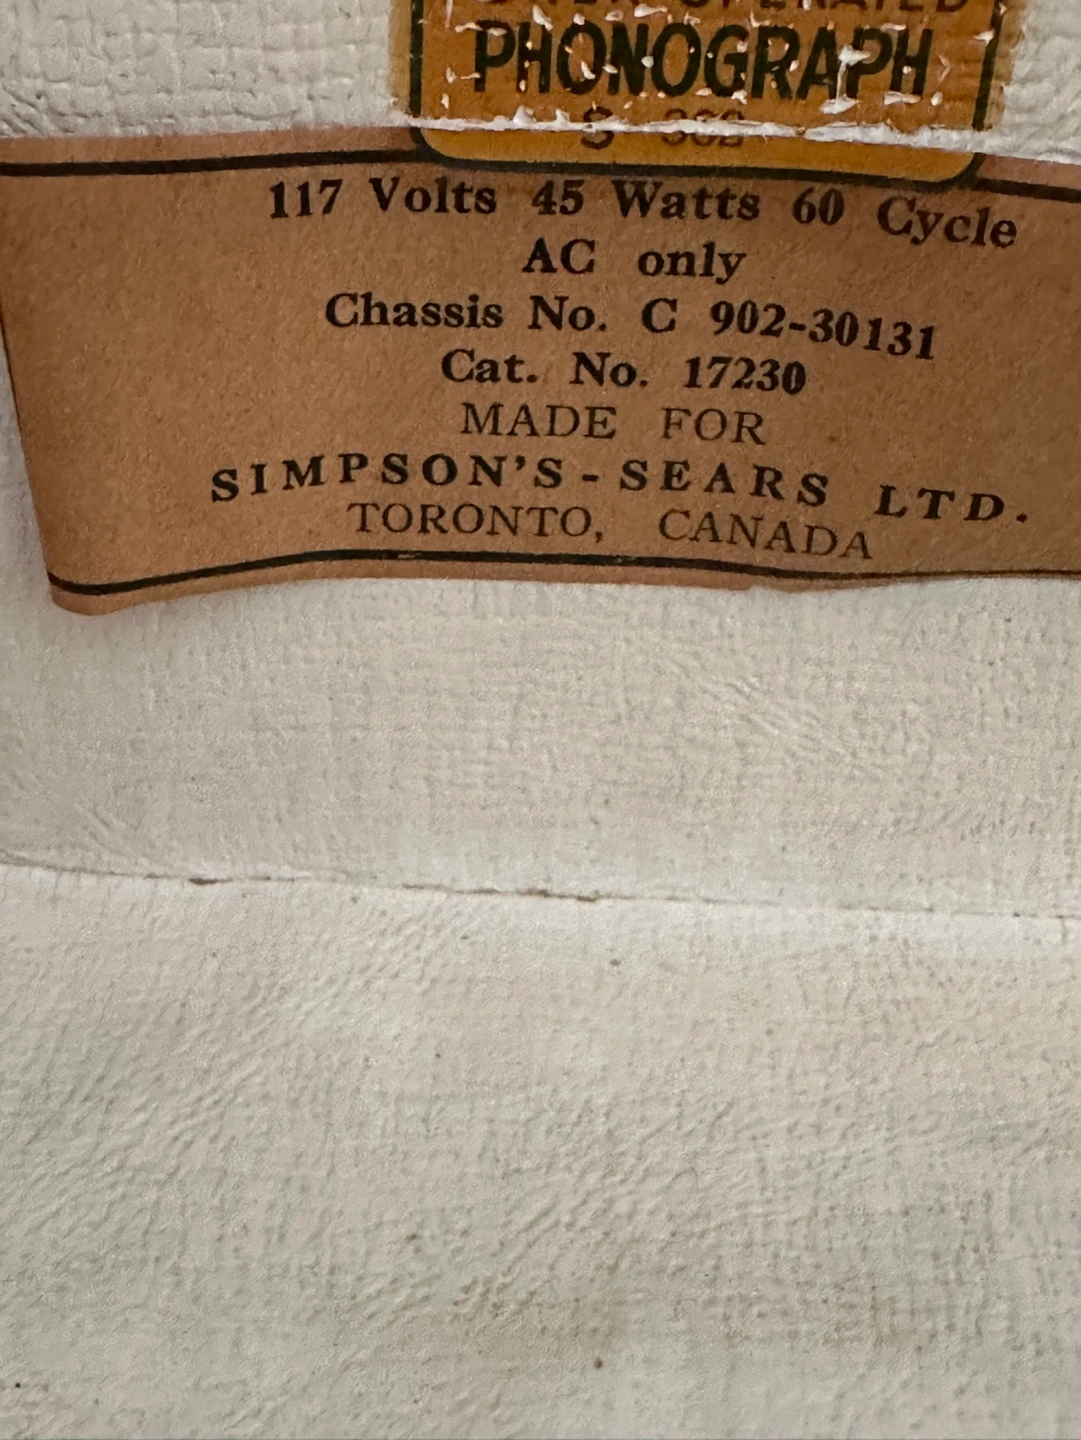 OPERATED
PHONOGRAPH
S
117 Volts 45 Watts 60 Cycle
AC only
Chassis No. C 902-30131
Cat. No. 17230
MADE FOR
SIMPSON'S-SEARS LTD.
TORONTO, CANADA